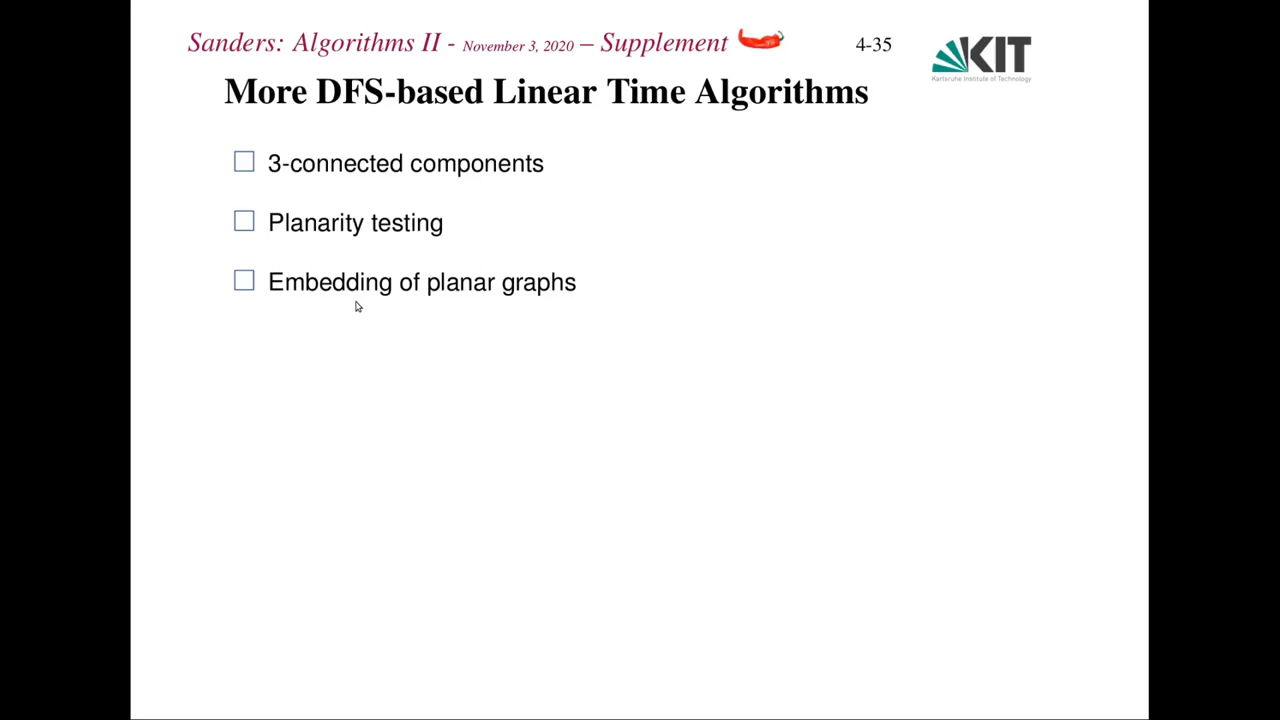 Sanders: Algorithms II - November 3, 2020 – Supplement
4-35
KIT
Karlsruhe Institute of Technology
More DFS-based Linear Time Algorithms
3-connected components
Planarity testing
Embedding of planar graphs